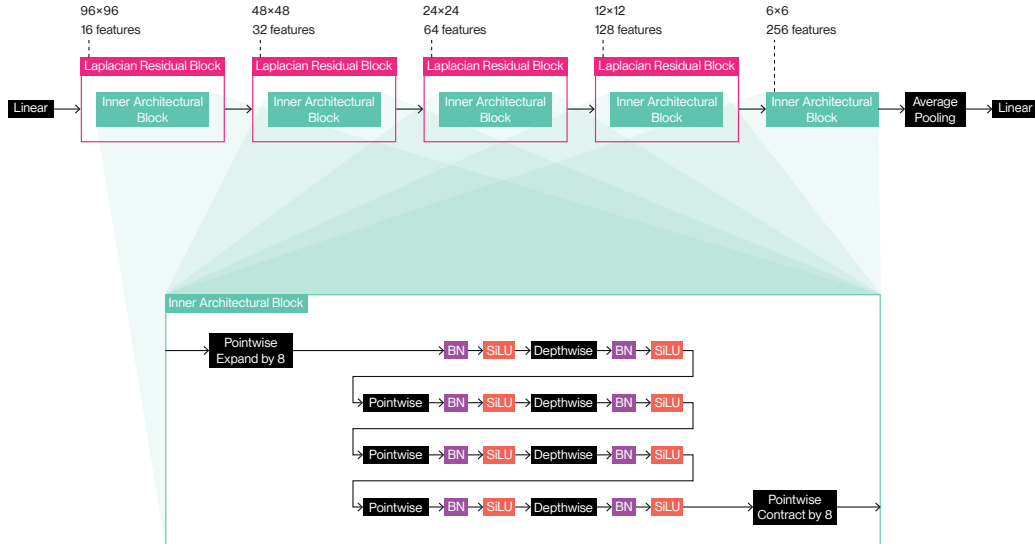 96×96
16 features
48×48
32 features
24×24
64 features
12×12
128 features
6×6
256 features
Laplacian Residual Block
Laplacian Residual Block
Laplacian Residual Block
Laplacian Residual Block
Linear
Inner Architectural
Block
Inner Architectural
Block
Inner Architectural
Block
Inner Architectural
Block
Inner Architectural
Block
Average
Pooling
Linear
Inner Architectural Block
Pointwise
Expand by 8
BN SiLU Depthwise BN SiLU
Pointwise BN SiLU Depthwise BN SiLU
Pointwise BN SiLU Depthwise BN SiLU
Pointwise BN SiLU Depthwise BN SiLU
Pointwise
Contract by 8